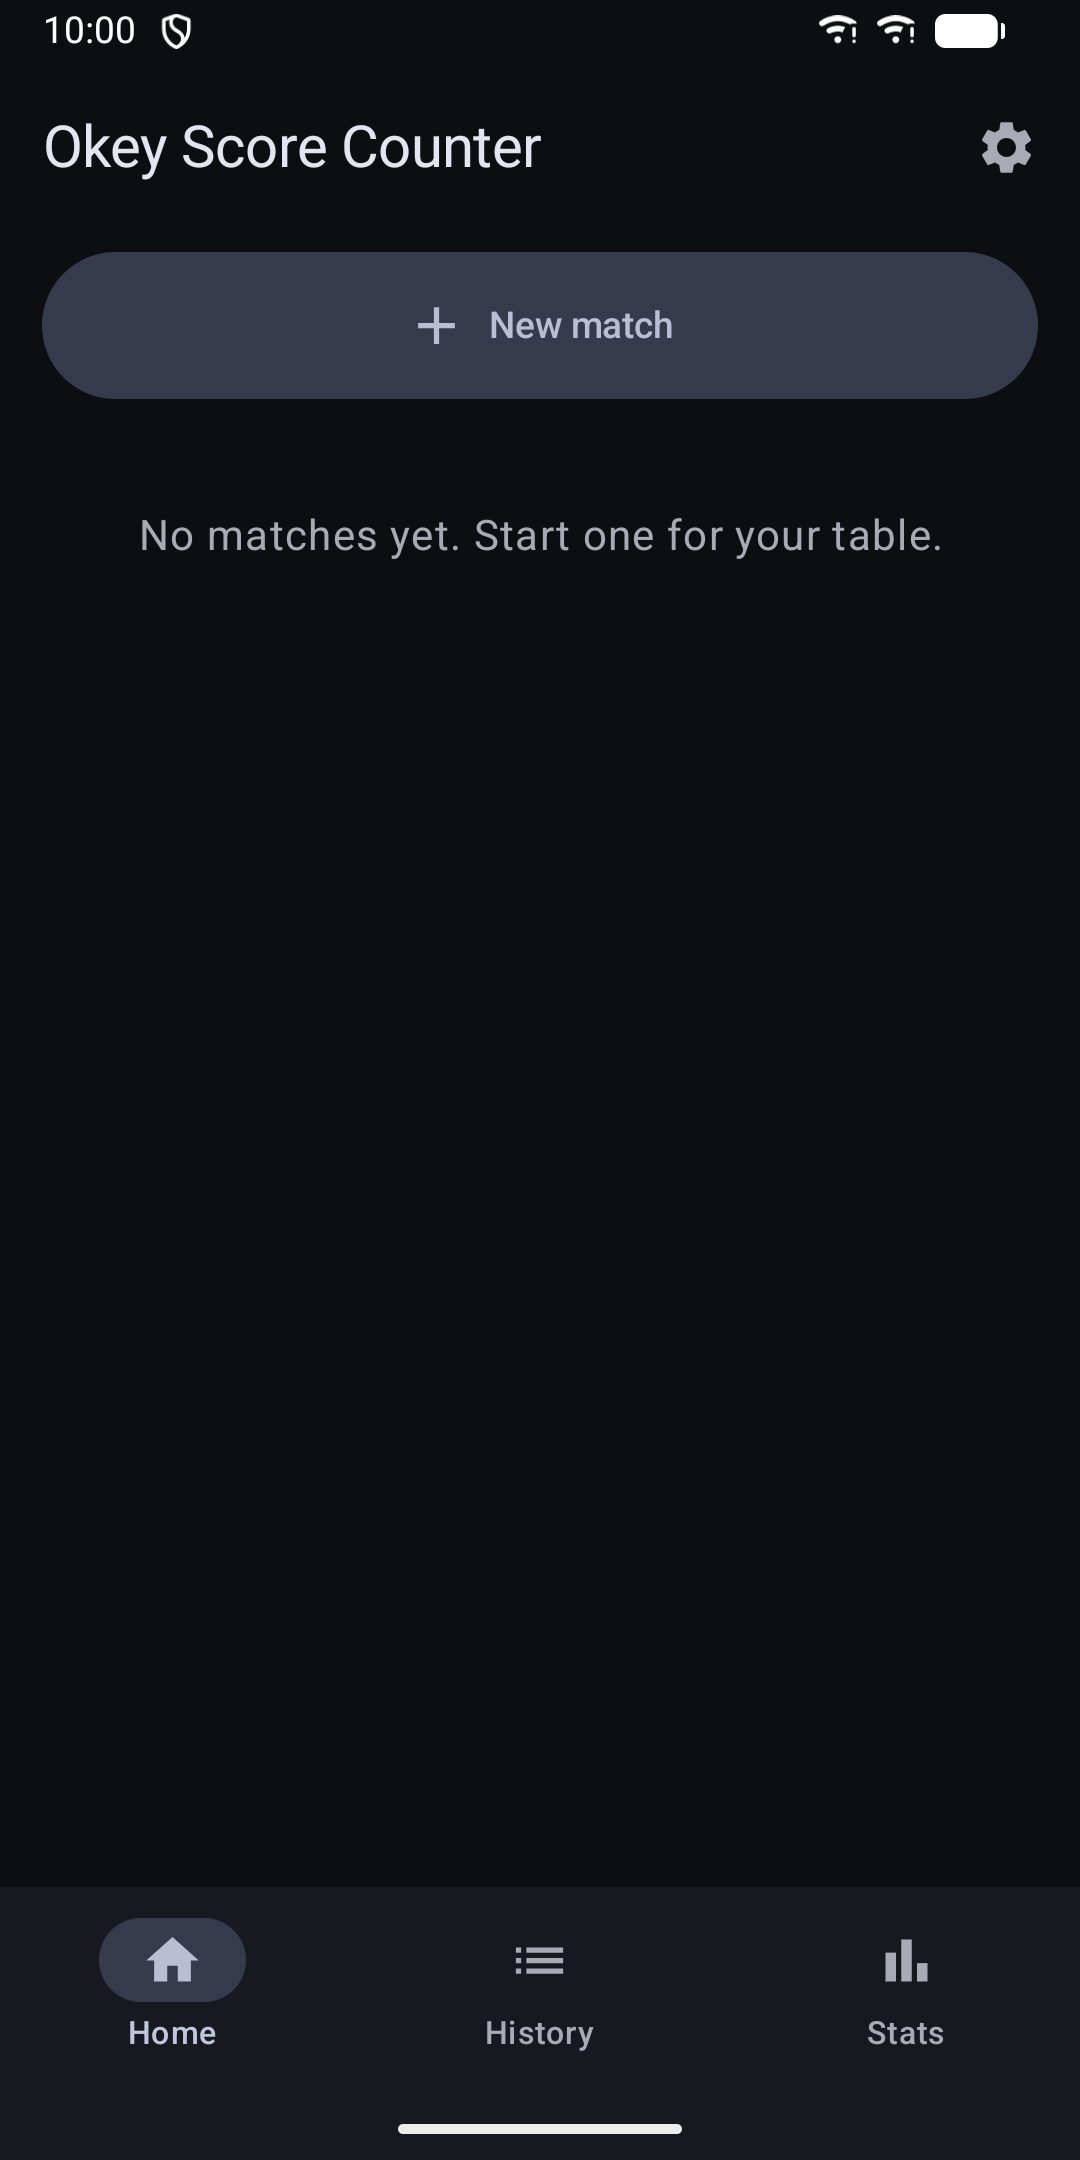 10:00
Okey Score Counter
New match
No matches yet. Start one for your table.
Home
History
Stats